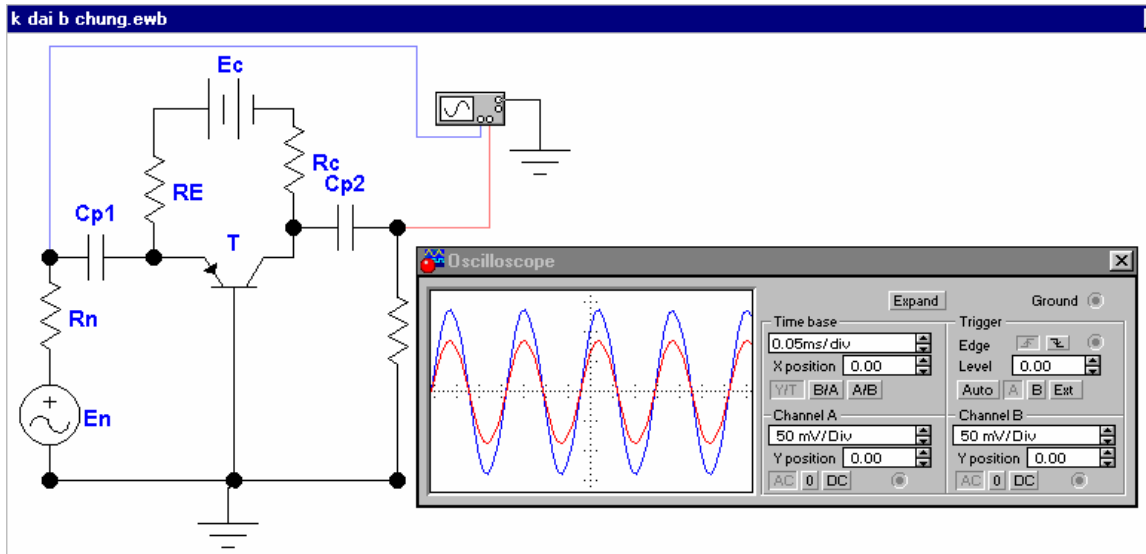 k dai b chung.ewb
Ec
RE
Rc
Cp1
Cp2
T
Rn
+
En
Oscilloscope
Expand Ground
Time base Trigger
0.05ms/div Edge
X position 0.00 Level 0.00
Y/T B/A A/B Auto A B Ext
Channel A Channel B
50 mV/Div 50 mV/Div
Y position 0.00 Y position 0.00
AC 0 DC AC 0 DC